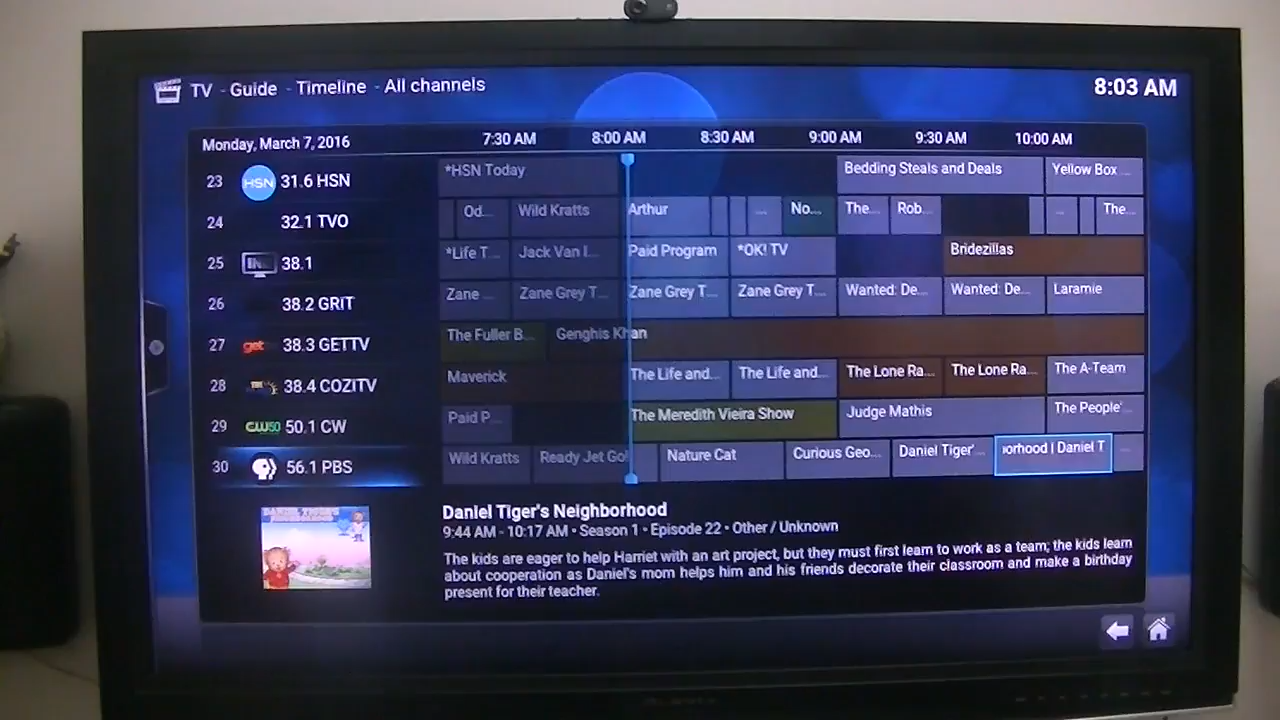 TV - Guide - Timeline - All channels
8:03 AM
Monday, March 7, 2016
7:30 AM 8:00 AM 8:30 AM 9:00 AM 9:30 AM 10:00 AM
23 HSN 31.6 HSN *HSN Today Bedding Steals and Deals Yellow Box ...
24 32.1 TVO Od... Wild Kratts Arthur ... No... The... Rob... ... The...
25 38.1 *Life T... Jack Van I... Paid Program *OK! TV Bridezillas
26 38.2 GRIT Zane ... Zane Grey T... Zane Grey T... Zane Grey T... Wanted: De... Wanted: De... Laramie
27 get 38.3 GETTV The Fuller B... Genghis Khan
28 38.4 COZITV Maverick The Life and... The Life and... The Lone Ra... The Lone Ra... The A-Team
29 CW50 50.1 CW Paid P... The Meredith Vieira Show Judge Mathis The People'...
30 56.1 PBS Wild Kratts Ready Jet Go! Nature Cat Curious Geo... Daniel Tiger'... orhood | Daniel T
Daniel Tiger's Neighborhood
9:44 AM - 10:17 AM • Season 1 • Episode 22 • Other / Unknown
The kids are eager to help Harriet with an art project, but they must first learn to work as a team; the kids learn
about cooperation as Daniel's mom helps him and his friends decorate their classroom and make a birthday
present for their teacher.